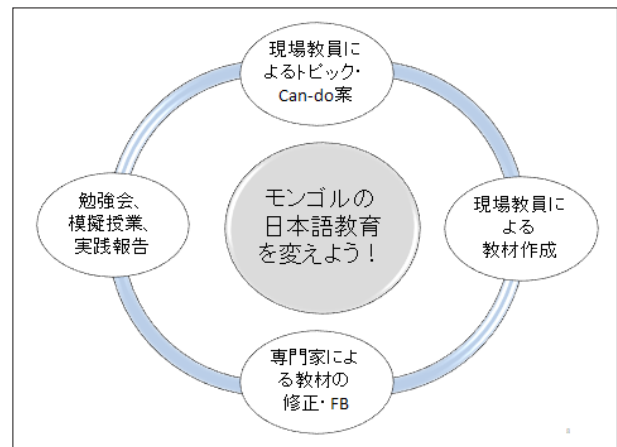 現場教員に
よるトピック・
Can-do案
勉強会、
模擬授業、
実践報告
モンゴルの
日本語教育
を変えよう！
現場教員に
よる
教材作成
専門家によ
る教材の
修正・FB